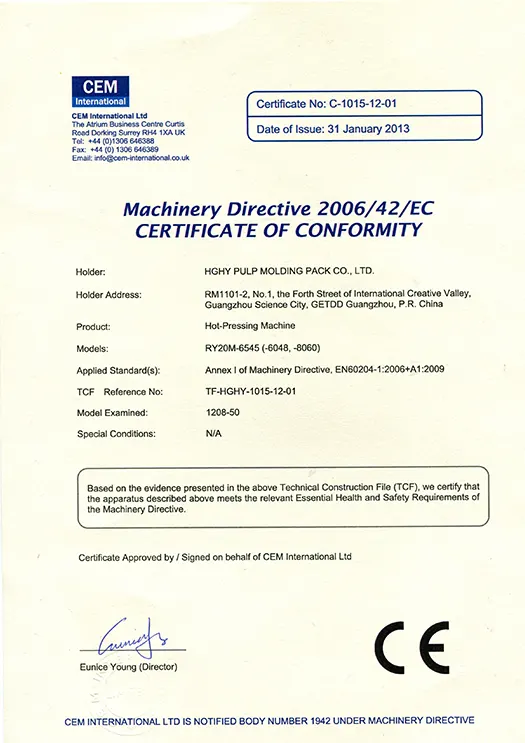 CEM
International
CEM International Ltd
The Atrium Business Centre Curtis
Road Dorking Surrey RH4 1XA UK
Tel: +44 (0)1306 646388
Fax: +44 (0) 1306 646389
Email: info@cem-international.co.uk
Certificate No: C-1015-12-01
Date of Issue: 31 January 2013
Machinery Directive 2006/42/EC
CERTIFICATE OF CONFORMITY
Holder: HGHY PULP MOLDING PACK CO., LTD.
Holder Address: RM1101-2, No.1, the Forth Street of International Creative Valley,
Guangzhou Science City, GETDD Guangzhou, P.R. China
Product: Hot-Pressing Machine
Models: RY20M-6545 (-6048, -8060)
Applied Standard(s): Annex I of Machinery Directive, EN60204-1:2006+A1:2009
TCF Reference No: TF-HGHY-1015-12-01
Model Examined: 1208-50
Special Conditions: N/A
Based on the evidence presented in the above Technical Construction File (TCF), we certify that
the apparatus described above meets the relevant Essential Health and Safety Requirements of
the Machinery Directive.
Certificate Approved by / Signed on behalf of CEM International Ltd
Eunice Young (Director)
CE
CEM INTERNATIONAL LTD IS NOTIFIED BODY NUMBER 1942 UNDER MACHINERY DIRECTIVE